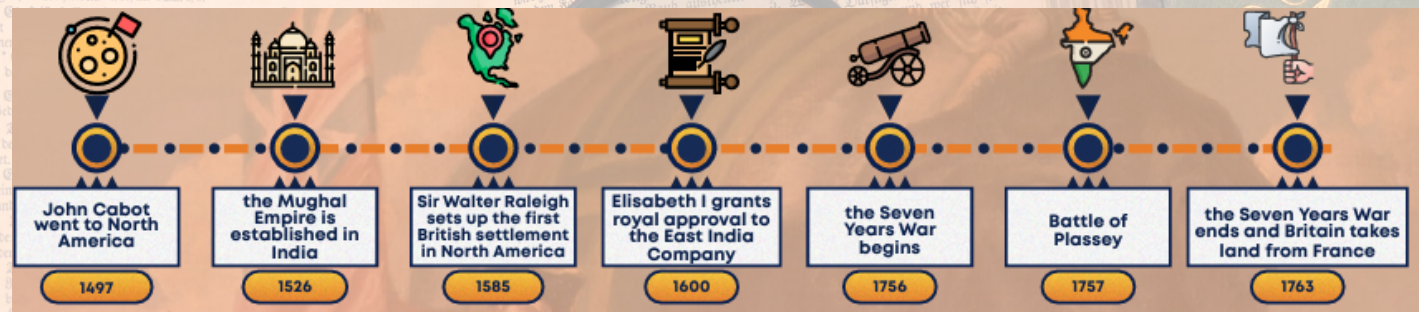 John Cabot
went to North
America
1497
the Mughal
Empire is
established in
India
1526
Sir Walter Raleigh
sets up the first
British settlement
in North America
1585
Elisabeth I grants
royal approval to
the East India
Company
1600
the Seven
Years War
begins
1756
Battle of
Plassey
1757
the Seven Years War
ends and Britain takes
land from France
1763